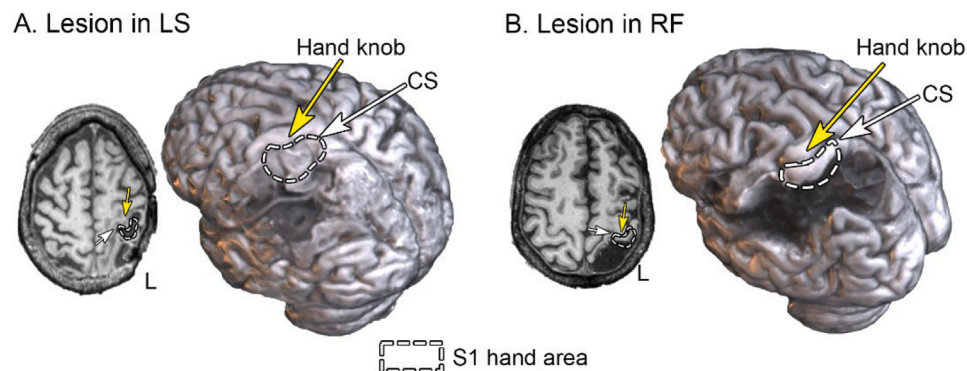 A. Lesion in LS
Hand knob
CS
L
B. Lesion in RF
Hand knob
CS
L
S1 hand area